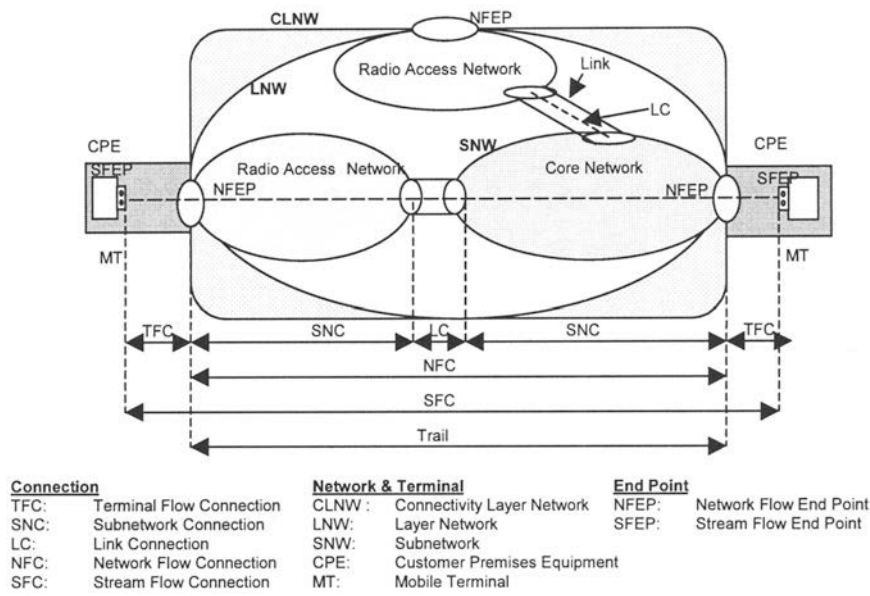 CLNW
NFEP
Radio Access Network
Link
LNW
LC
SNW
CPE
CPE
SFEP
Radio Access Network
Core Network
SFEP
NFEP
NFEP
MT
MT
TFC
SNC
LC
SNC
TFC
NFC
SFC
Trail
Connection
TFC: Terminal Flow Connection
SNC: Subnetwork Connection
LC: Link Connection
NFC: Network Flow Connection
SFC: Stream Flow Connection
Network & Terminal
CLNW : Connectivity Layer Network
LNW: Layer Network
SNW: Subnetwork
CPE: Customer Premises Equipment
MT: Mobile Terminal
End Point
NFEP: Network Flow End Point
SFEP: Stream Flow End Point